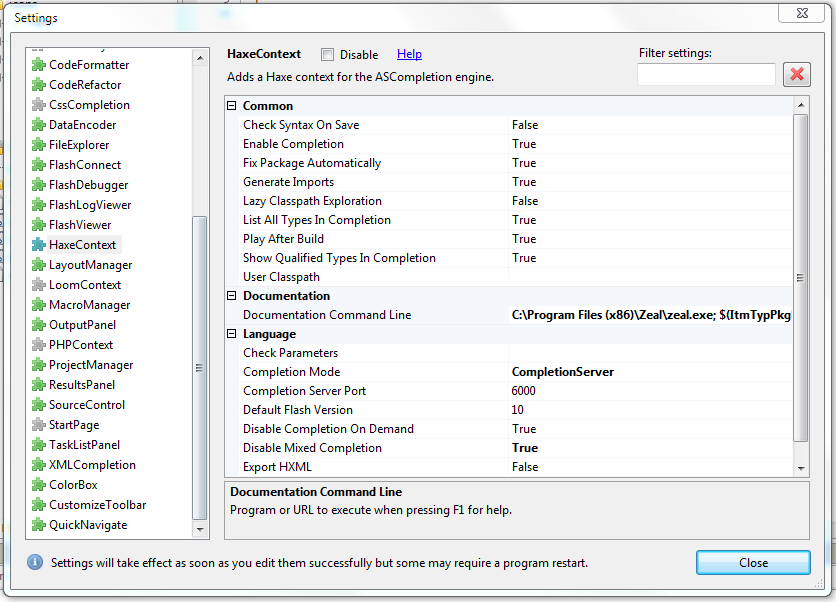 Settings
CodeFormatter
CodeRefactor
CssCompletion
DataEncoder
FileExplorer
FlashConnect
FlashDebugger
FlashLogViewer
FlashViewer
HaxeContext
LayoutManager
LoomContext
MacroManager
OutputPanel
PHPContext
ProjectManager
ResultsPanel
SourceControl
StartPage
TaskListPanel
XMLCompletion
ColorBox
CustomizeToolbar
QuickNavigate
HaxeContext Disable Help
Adds a Haxe context for the ASCompletion engine.
Filter settings:
Common
Check Syntax On Save False
Enable Completion True
Fix Package Automatically True
Generate Imports True
Lazy Classpath Exploration False
List All Types In Completion True
Play After Build True
Show Qualified Types In Completion True
User Classpath
Documentation
Documentation Command Line C:\Program Files (x86)\Zeal\zeal.exe; $(ItmTypPkg
Language
Check Parameters
Completion Mode CompletionServer
Completion Server Port 6000
Default Flash Version 10
Disable Completion On Demand True
Disable Mixed Completion True
Export HXML False
Documentation Command Line
Program or URL to execute when pressing F1 for help.
Settings will take effect as soon as you edit them successfully but some may require a program restart.
Close